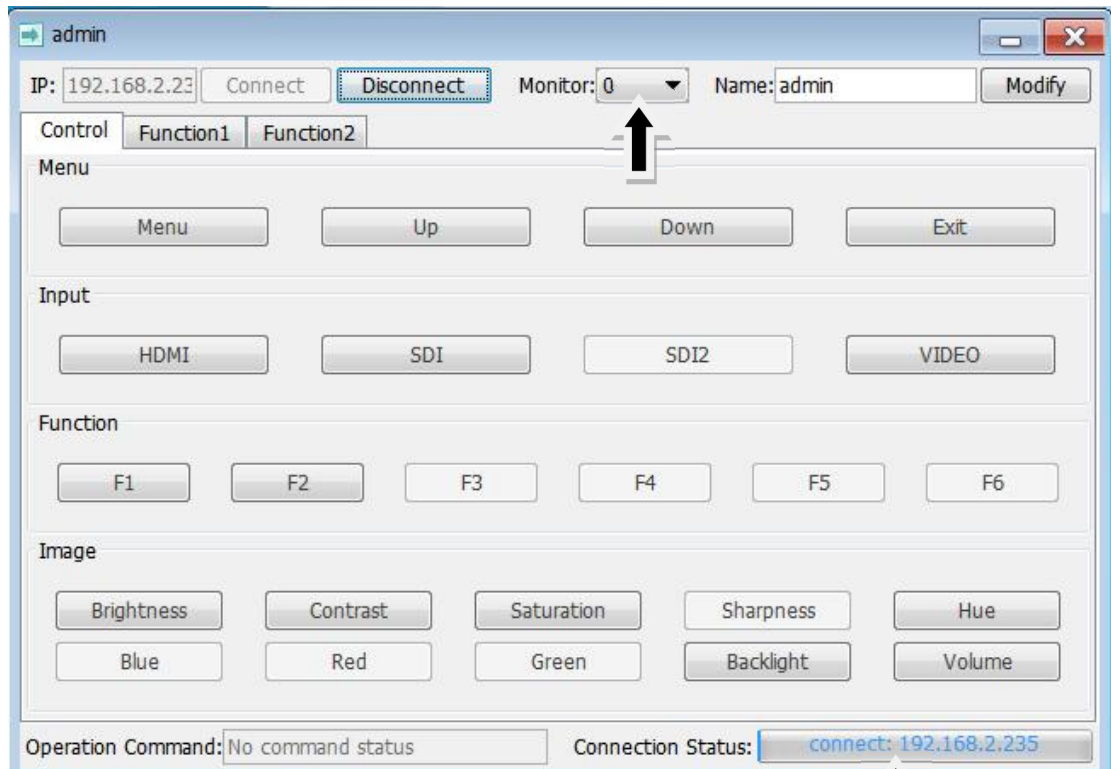 admin
IP: 192.168.2.23 Connect Disconnect Monitor: 0 Name: admin Modify
Control Function1 Function2
Menu
Menu Up Down Exit
Input
HDMI SDI SDI2 VIDEO
Function
F1 F2 F3 F4 F5 F6
Image
Brightness Contrast Saturation Sharpness Hue
Blue Red Green Backlight Volume
Operation Command: No command status Connection Status: connect: 192.168.2.235